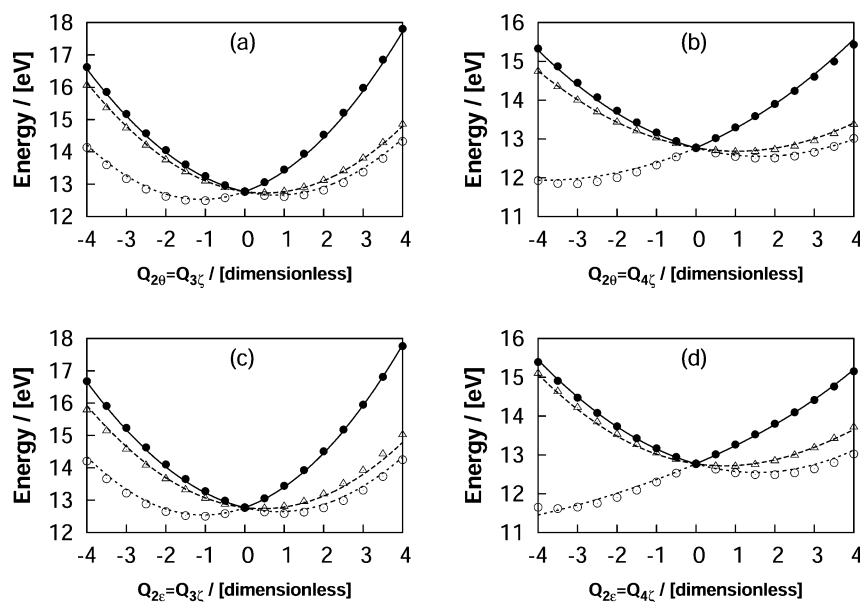 (a)
Energy / [eV]
18
17
16
15
14
13
12
-4 -3 -2 -1 0 1 2 3 4
Q2θ=Q3ζ / [dimensionless]
(b)
Energy / [eV]
16
15
14
13
12
11
-4 -3 -2 -1 0 1 2 3 4
Q2θ=Q4ζ / [dimensionless]
(c)
Energy / [eV]
18
17
16
15
14
13
12
-4 -3 -2 -1 0 1 2 3 4
Q2ε=Q3ζ / [dimensionless]
(d)
Energy / [eV]
16
15
14
13
12
11
-4 -3 -2 -1 0 1 2 3 4
Q2ε=Q4ζ / [dimensionless]